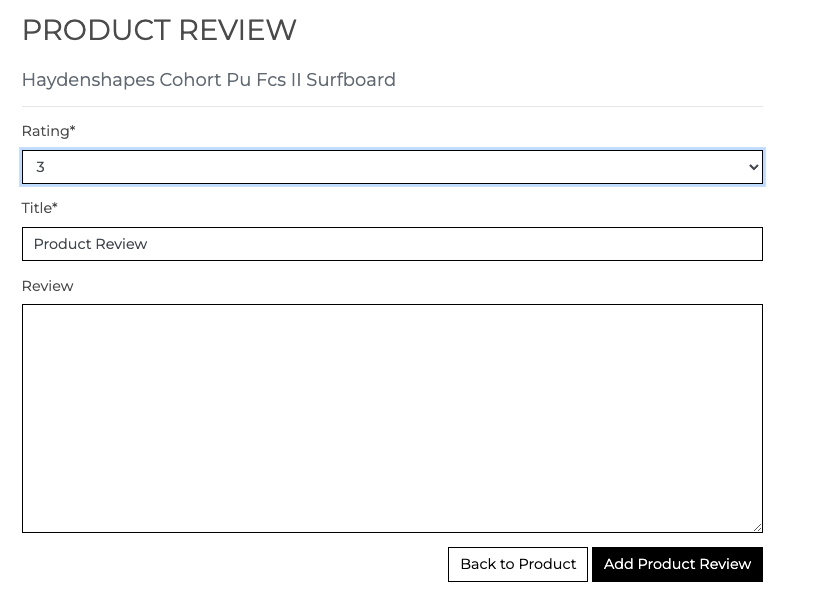 PRODUCT REVIEW
Haydenshapes Cohort Pu Fcs II Surfboard
Rating*
3
Title*
Product Review
Review
Back to Product Add Product Review